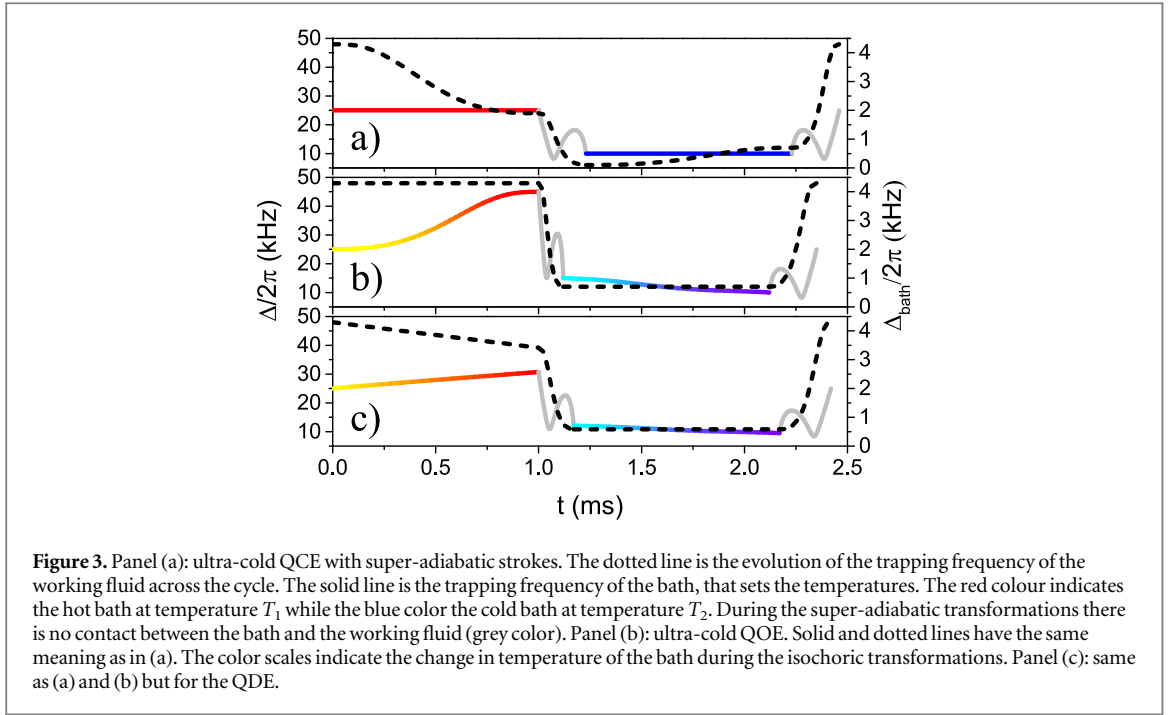 50
40
30
20
10
a)
4
3
2
1
0
50
40
30
20
10
b)
4
3
2
1
0
50
40
30
20
10
c)
4
3
2
1
0
Δ/2π (kHz)
Δbath/2π (kHz)
0.0 0.5 1.0 1.5 2.0 2.5
t (ms)
Figure 3. Panel (a): ultra-cold QCE with super-adiabatic strokes. The dotted line is the evolution of the trapping frequency of the
working fluid across the cycle. The solid line is the trapping frequency of the bath, that sets the temperatures. The red colour indicates
the hot bath at temperature T₁ while the blue color the cold bath at temperature T₂. During the super-adiabatic transformations there
is no contact between the bath and the working fluid (grey color). Panel (b): ultra-cold QOE. Solid and dotted lines have the same
meaning as in (a). The color scales indicate the change in temperature of the bath during the isochoric transformations. Panel (c): same
as (a) and (b) but for the QDE.